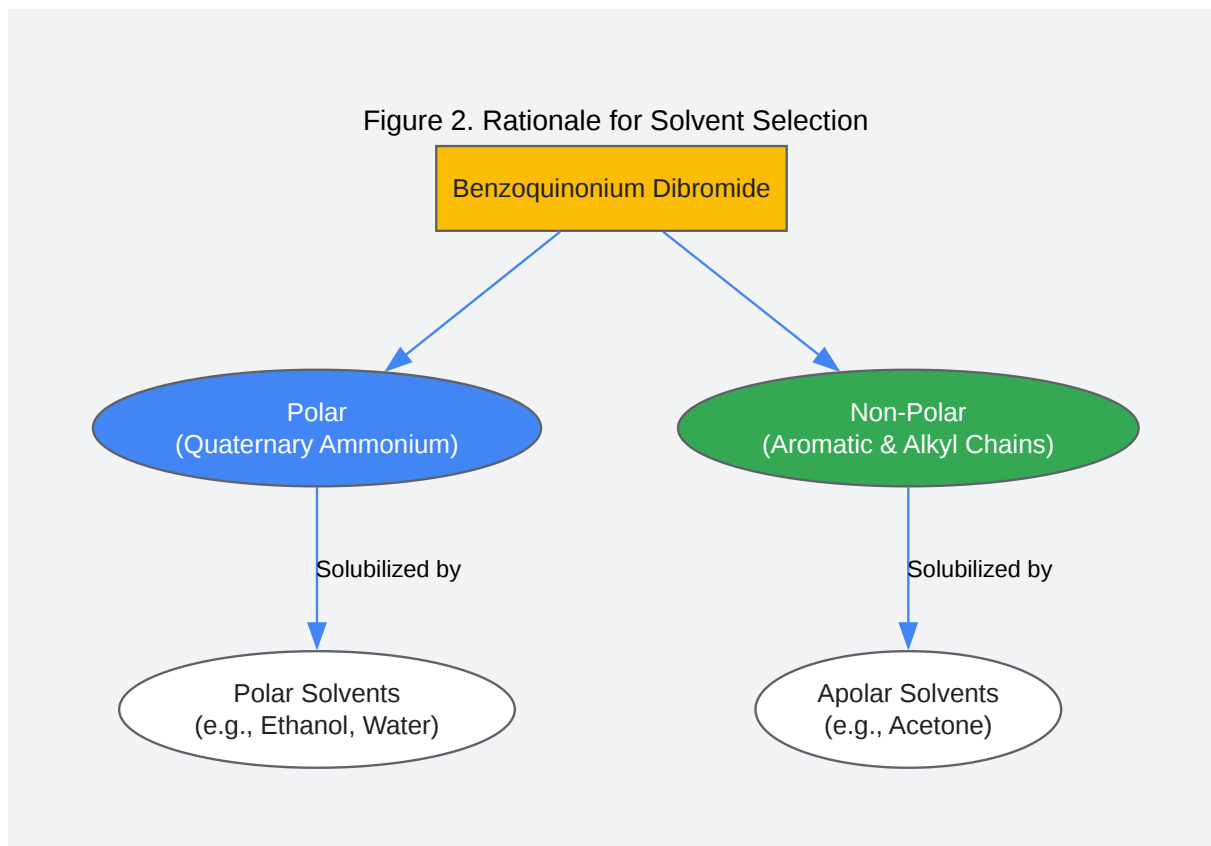 Figure 2. Rationale for Solvent Selection
Benzoquinonium Dibromide
Polar
(Quaternary Ammonium)
Non-Polar
(Aromatic & Alkyl Chains)
Solubilized by
Solubilized by
Polar Solvents
(e.g., Ethanol, Water)
Apolar Solvents
(e.g., Acetone)